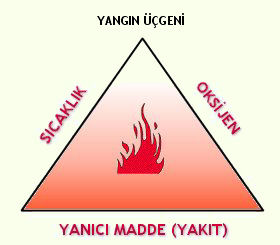 YANGIN ÜÇGENİ
SICAKLIK
OKSİJEN
YANICI MADDE (YAKIT)